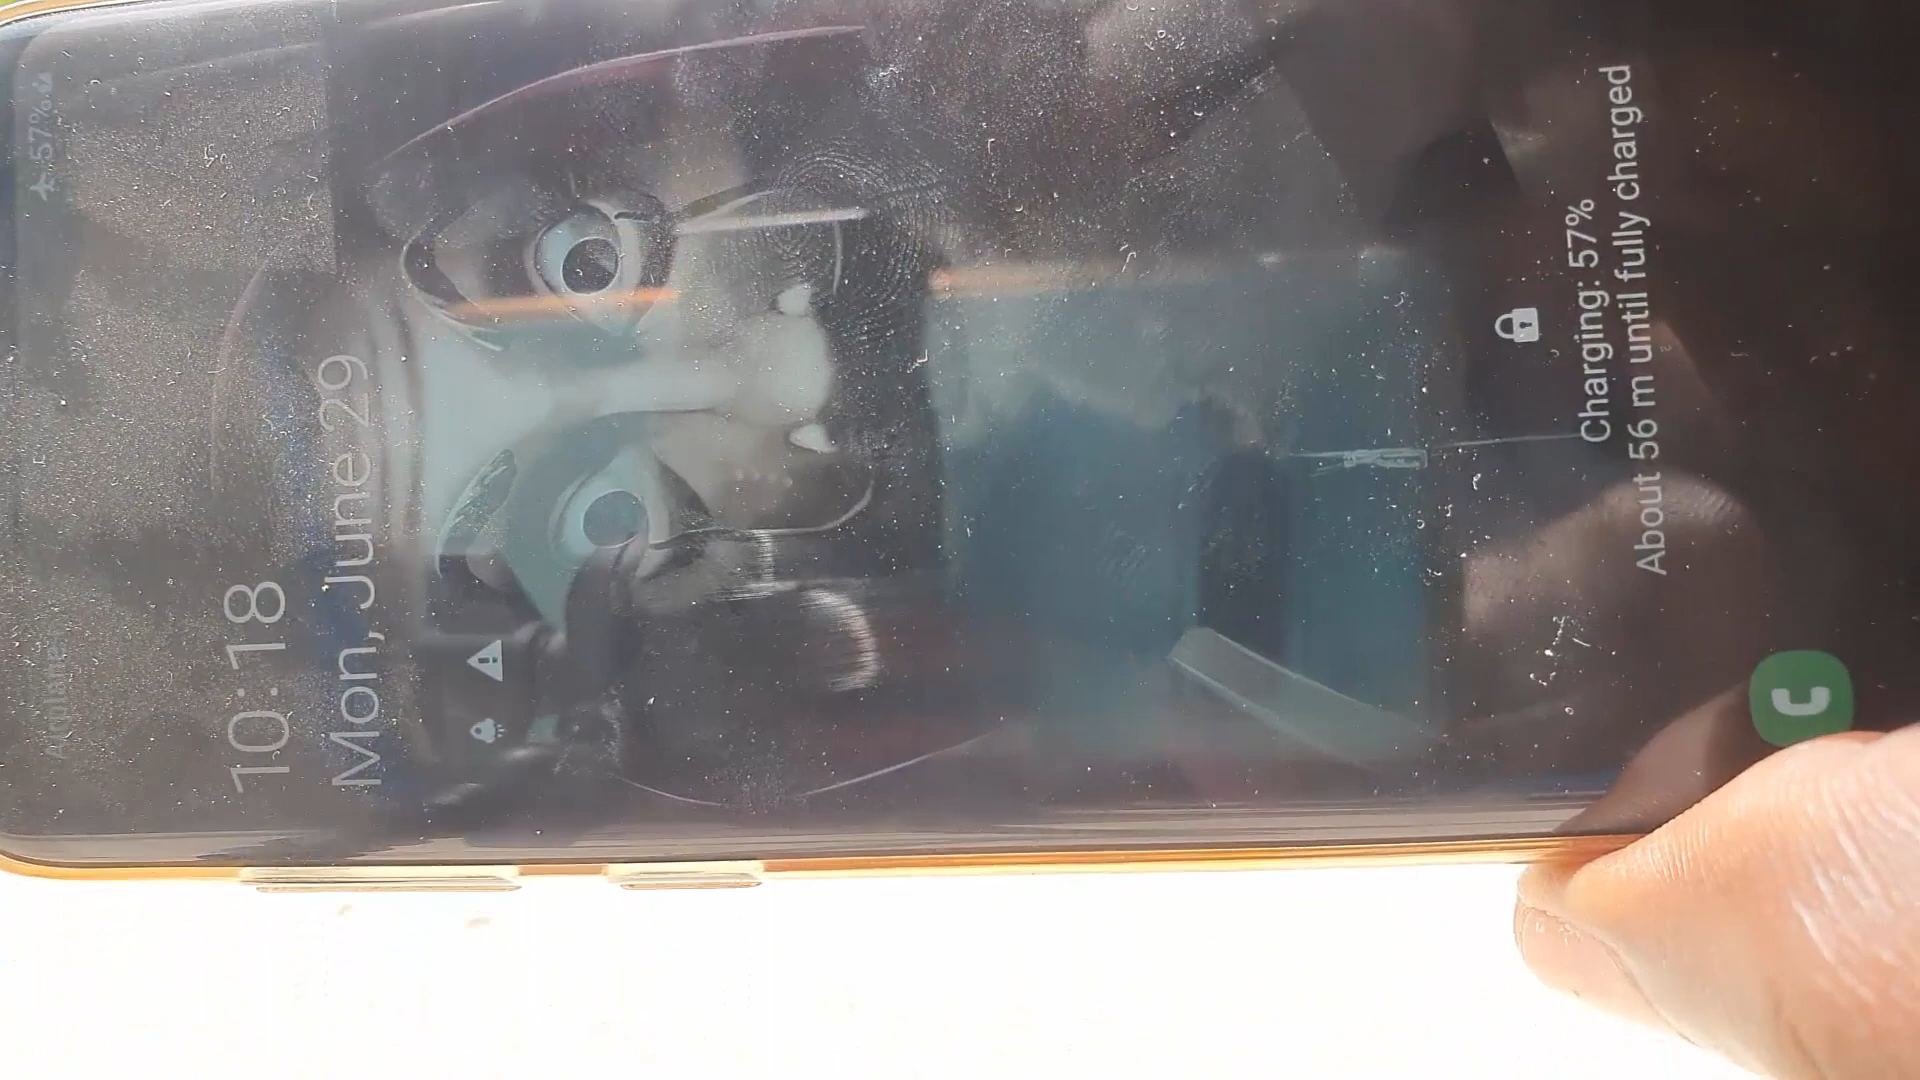 57%
10:18
Mon, June 29
Charging: 57%
About 56 m until fully charged